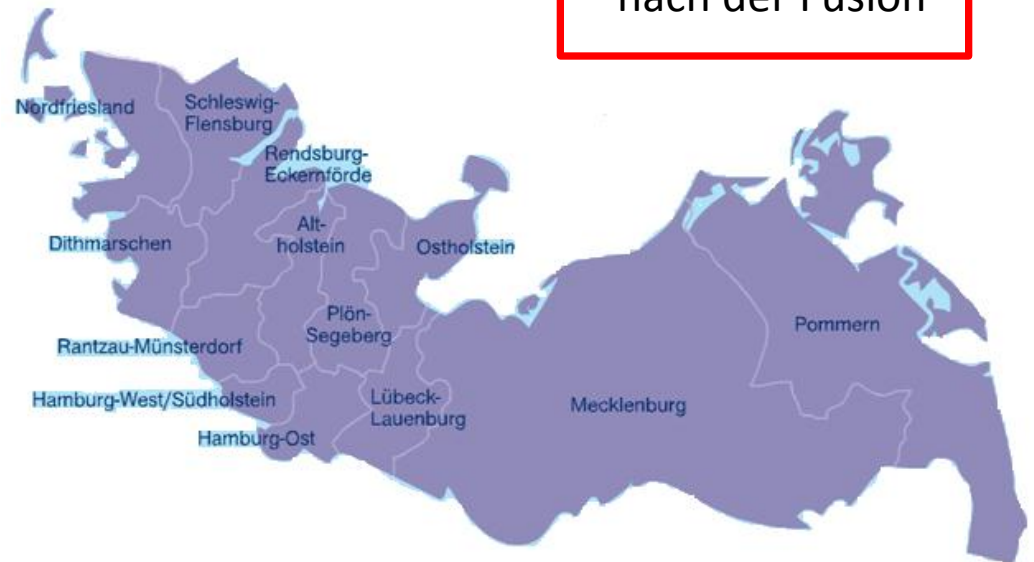 nach der Fusion
Nordfriesland
Schleswig-
Flensburg
Rendsburg-
Eckernförde
Dithmarschen
Alt-
holstein
Ostholstein
Plön-
Segeberg
Pommern
Rantzau-Münsterdorf
Hamburg-West/Südholstein
Lübeck-
Lauenburg
Mecklenburg
Hamburg-Ost